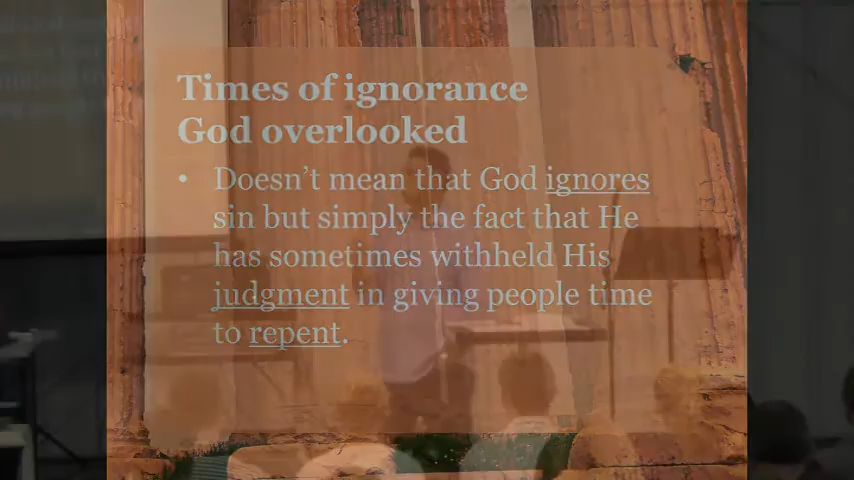 Times of ignorance
God overlooked
• Doesn't mean that God ignores
sin but simply the fact that He
has sometimes withheld His
judgment in giving people time
to repent.